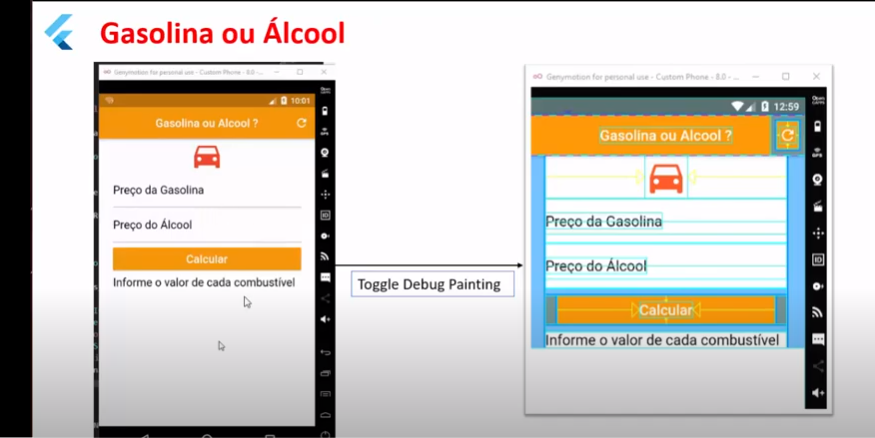 Gasolina ou Álcool
Genymotion for personal use - Custom Phone - 8.0 - ...
10:01
Gasolina ou Alcool ?
Preço da Gasolina
Preço do Álcool
Calcular
Informe o valor de cada combustível
Toggle Debug Painting
Genymotion for personal use - Custom Phone - 8.0 - ...
12:59
Gasolina ou Alcool ?
Preço da Gasolina
Preço do Álcool
Calcular
Informe o valor de cada combustível